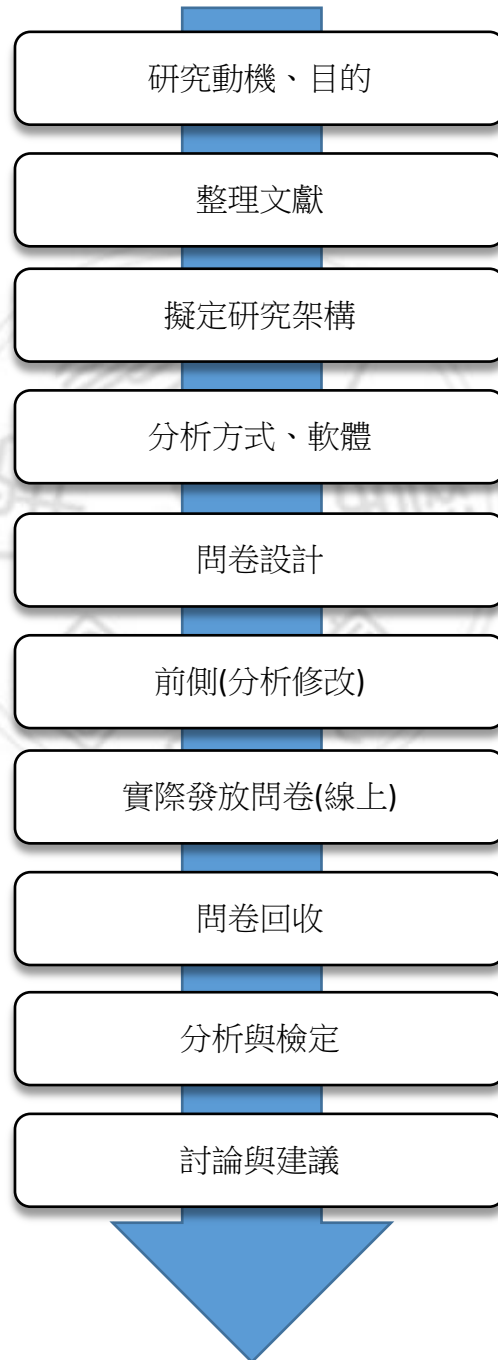 研究動機、目的
整理文獻
擬定研究架構
分析方式、軟體
問卷設計
前側(分析修改)
實際發放問卷(線上)
問卷回收
分析與檢定
討論與建議